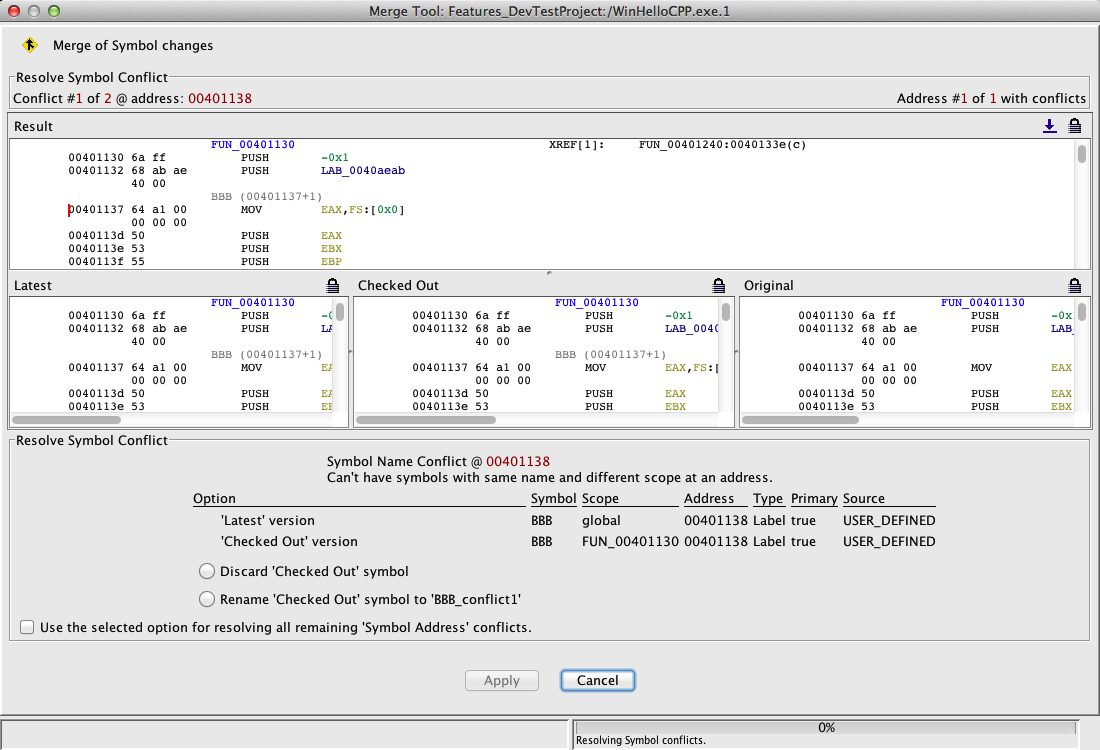 Merge Tool: Features_DevTestProject:/WinHelloCPP.exe.1
Merge of Symbol changes
Resolve Symbol Conflict
Conflict #1 of 2 @ address: 00401138 Address #1 of 1 with conflicts
Result
FUN_00401130 XREF[1]: FUN_00401240:0040133e(c)
00401130 6a ff PUSH -0x1
00401132 68 ab ae PUSH LAB_0040aeab
40 00
BBB (00401137+1)
00401137 64 a1 00 MOV EAX,FS:[0x0]
00 00 00
0040113d 50 PUSH EAX
0040113e 53 PUSH EBX
0040113f 55 PUSH EBP
Latest
FUN_00401130
00401130 6a ff PUSH -0
00401132 68 ab ae PUSH LA
40 00
BBB (00401137+1)
00401137 64 a1 00 MOV EA
00 00 00
0040113d 50 PUSH EA
0040113e 53 PUSH EB
Checked Out
FUN_00401130
00401130 6a ff PUSH -0x1
00401132 68 ab ae PUSH LAB_0040
40 00
BBB (00401137+1)
00401137 64 a1 00 MOV EAX,FS:[
00 00 00
0040113d 50 PUSH EAX
0040113e 53 PUSH EBX
Original
FUN_00401130
00401130 6a ff PUSH -0x
00401132 68 ab ae PUSH LAB_
40 00
00401137 64 a1 00 MOV EAX
00 00 00
0040113d 50 PUSH EAX
0040113e 53 PUSH EBX
Resolve Symbol Conflict
Symbol Name Conflict @ 00401138
Can't have symbols with same name and different scope at an address.
Option Symbol Scope Address Type Primary Source
'Latest' version BBB global 00401138 Label true USER_DEFINED
'Checked Out' version BBB FUN_00401130 00401138 Label true USER_DEFINED
Discard 'Checked Out' symbol
Rename 'Checked Out' symbol to 'BBB_conflict1'
Use the selected option for resolving all remaining 'Symbol Address' conflicts.
Apply Cancel
0%
Resolving Symbol conflicts.